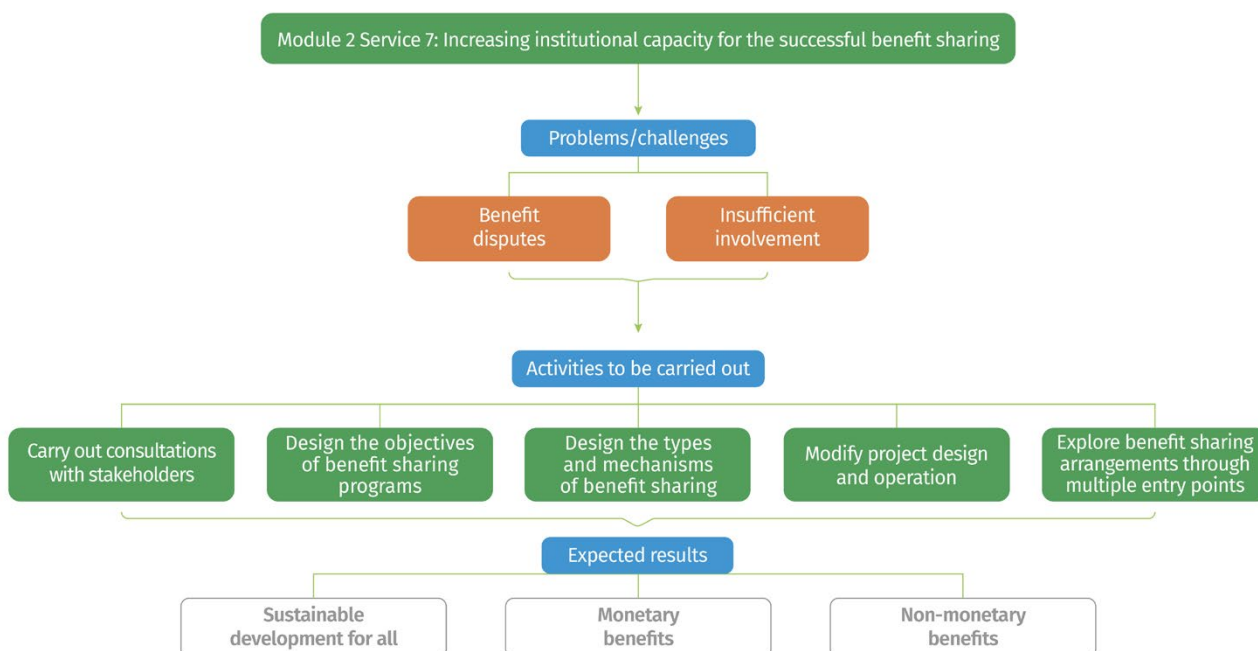 Module 2 Service 7: Increasing institutional capacity for the successful benefit sharing
Problems/challenges
Benefit
disputes
Insufficient
involvement
Activities to be carried out
Carry out consultations
with stakeholders
Design the objectives
of benefit sharing
programs
Design the types
and mechanisms
of benefit sharing
Modify project design
and operation
Explore benefit sharing
arrangements through
multiple entry points
Expected results
Sustainable
development for all
Monetary
benefits
Non-monetary
benefits